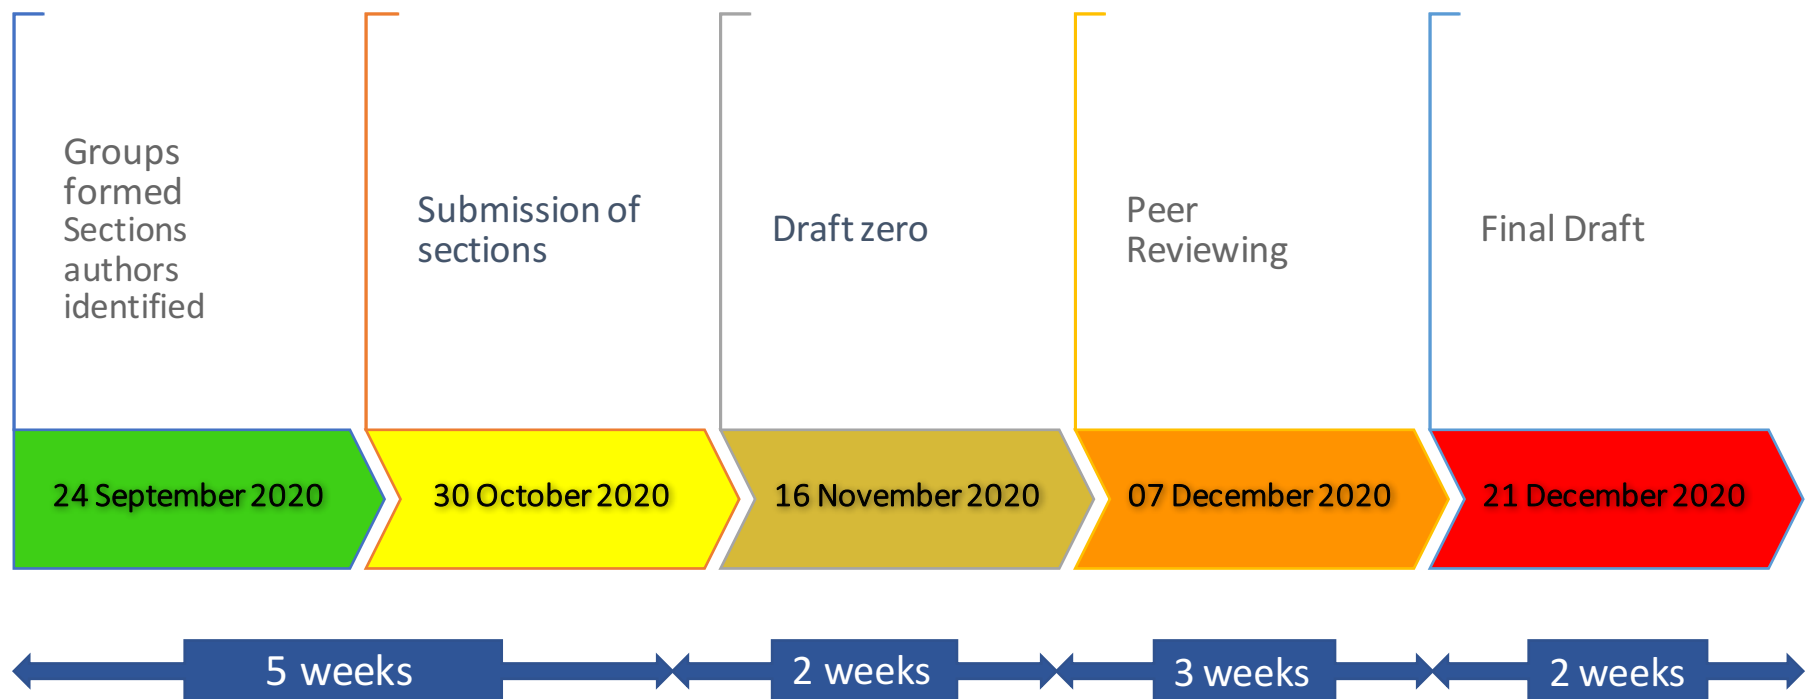 Groups
formed
Sections
authors
identified
Submission of
sections
Draft zero
Peer
Reviewing
Final Draft
24 September 2020
30 October 2020
16 November 2020
07 December 2020
21 December 2020
5 weeks
2 weeks
3 weeks
2 weeks